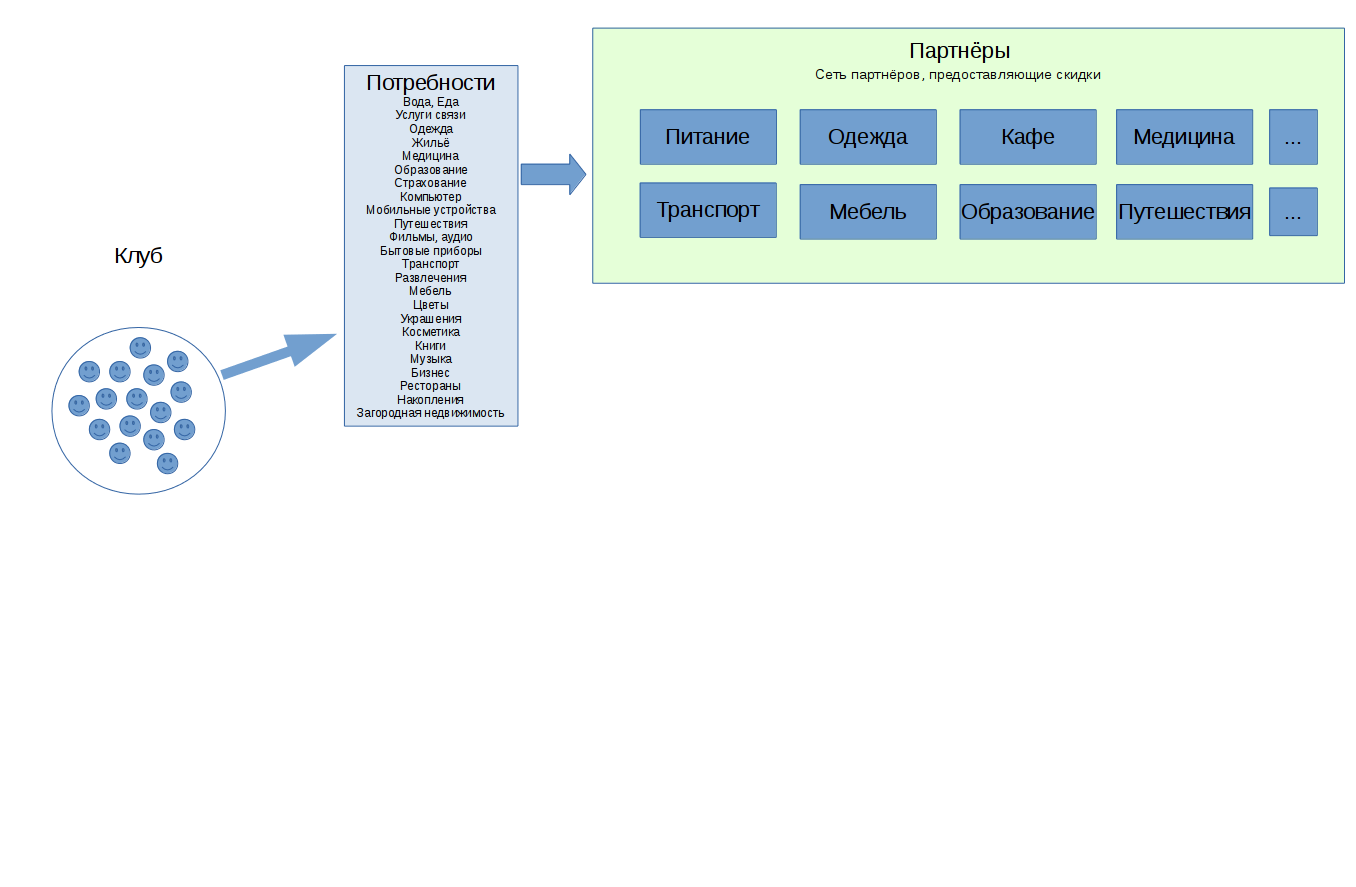 Клуб
Потребности
Вода, Еда
Услуги связи
Одежда
Жильё
Медицина
Образование
Страхование
Компьютер
Мобильные устройства
Путешествия
Фильмы, аудио
Бытовые приборы
Транспорт
Развлечения
Мебель
Цветы
Украшения
Косметика
Книги
Музыка
Бизнес
Рестораны
Накопления
Загородная недвижимость
Партнёры
Сеть партнёров, предоставляющие скидки
Питание
Одежда
Кафе
Медицина
...
Транспорт
Мебель
Образование
Путешествия
...